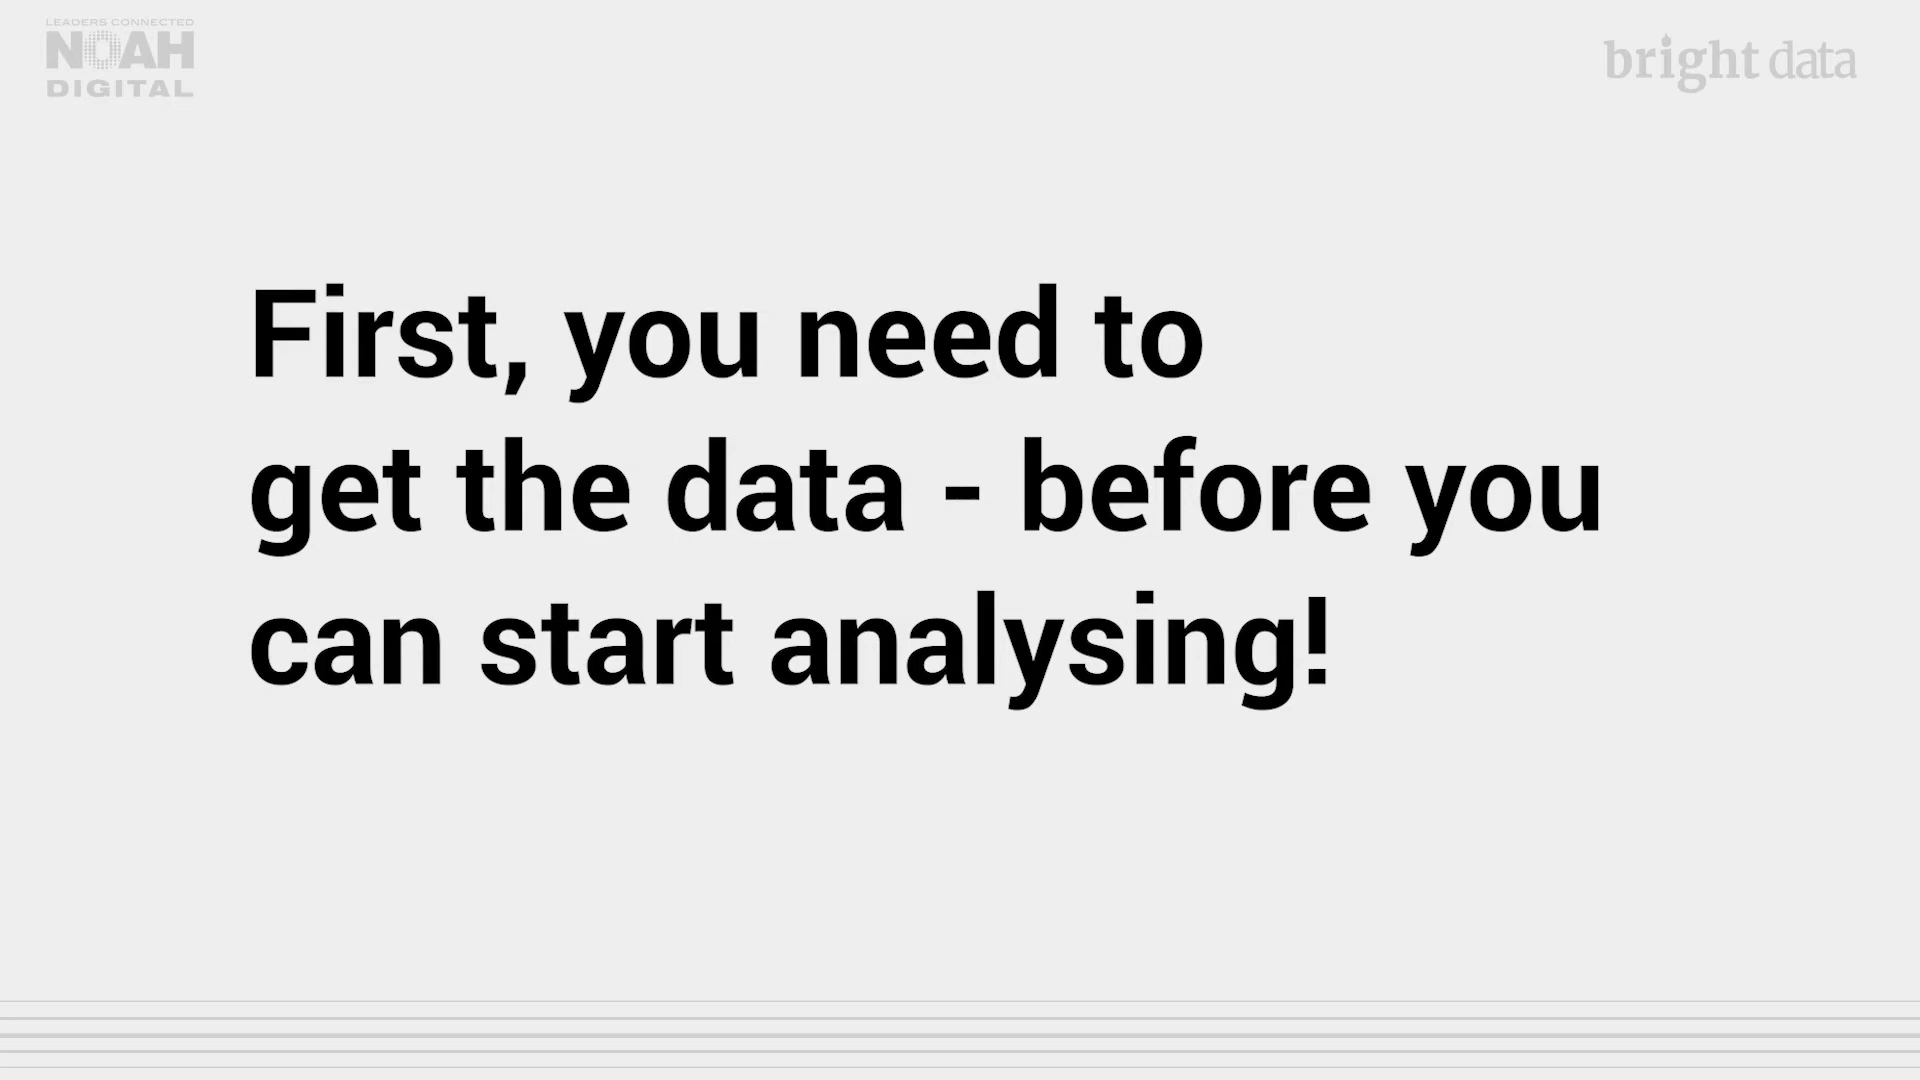 LEADERS CONNECTED
NOAH
DIGITAL
bright data
First, you need to
get the data - before you
can start analysing!